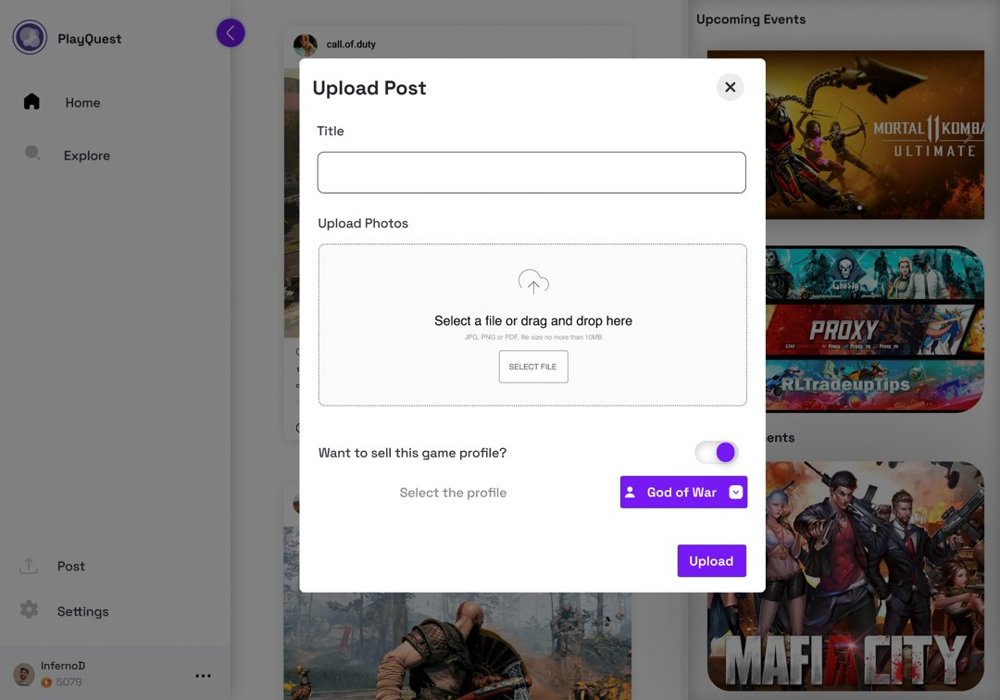 PlayQuest
Home
Explore
Post
Settings
InfernoD
5079
call.of.duty
Upload Post
Title
Upload Photos
Select a file or drag and drop here
JPG, PNG or PDF, file size no more than 10MB
SELECT FILE
Want to sell this game profile?
Select the profile
God of War
Upload
Upcoming Events
MORTAL KOMBA
11
ULTIMATE
Ghostly
PROXY
RLTradeupTips
ents
MAFIA CITY